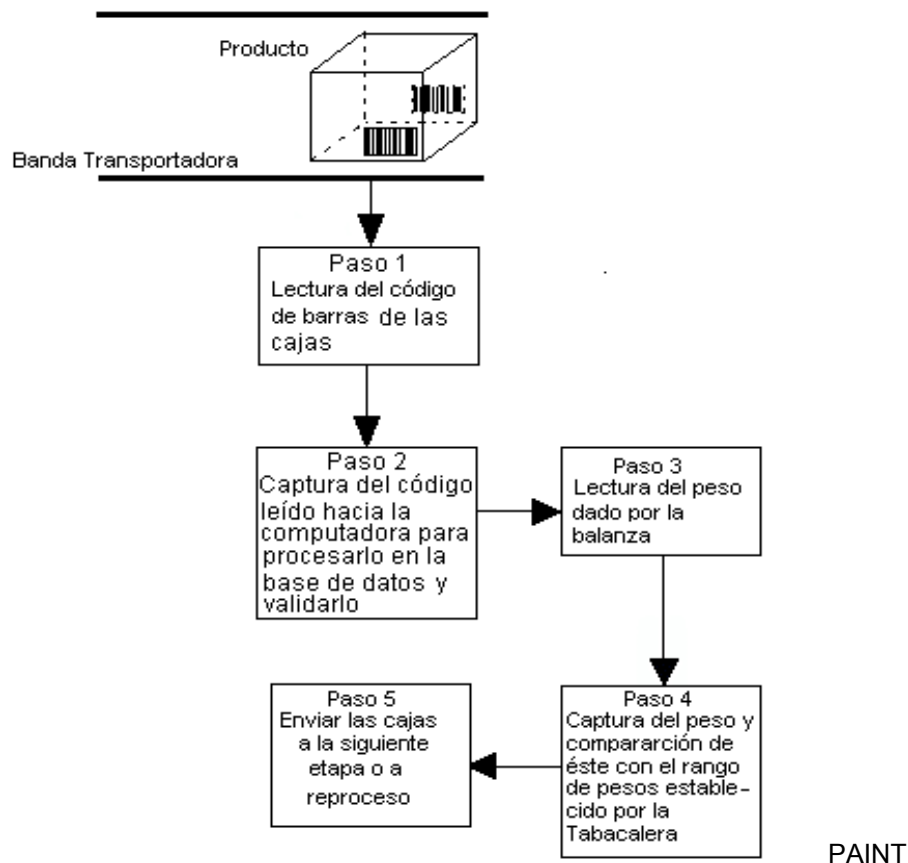 Producto
Banda Transportadora
Paso 1
Lectura del código
de barras de las
cajas
Paso 2
Captura del código
leído hacia la
computadora para
procesarlo en la
base de datos y
validarlo
Paso 3
Lectura del peso
dado por la
balanza
Paso 4
Captura del peso y
compararción de
éste con el rango
de pesos estable-
cido por la
Tabacalera
Paso 5
Enviar las cajas
a la siguiente
etapa o a
reproceso
PAINT